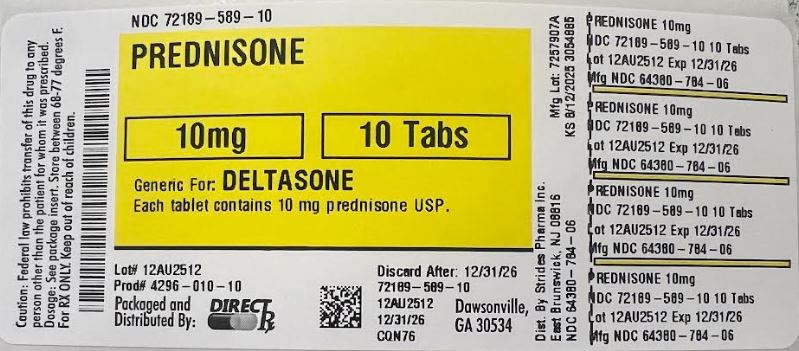 Caution: Federal law prohibits transfer of this drug to any
person other than the patient for whom it was prescribed.
Dosage: See package insert. Store between 68-77 degrees F.
For RX ONLY. Keep out of reach of children.
NDC 72189-589-10
PREDNISONE
10mg
10 Tabs
Generic For: DELTASONE
Each tablet contains 10 mg prednisone USP.
Lot# 12AU2512
Prod# 4296-010-10
Packaged and
Distributed By:
DIRECT Rx
Discard After: 12/31/26
72189-589-10
12AU2512
12/31/26
CQN76
Dawsonville,
GA 30534
Mfg Lot: 7257907A
KS 8/12/2025 3054885
Dist. By Strides Pharma Inc.
East Brunswick, NJ 08816
NDC 64380-784-06
PREDNISONE 10mg
NDC 72189-589-10 10 Tabs
Lot 12AU2512 Exp 12/31/26
Mfg NDC 64380-784-06
PREDNISONE 10mg
NDC 72189-589-10 10 Tabs
Lot 12AU2512 Exp 12/31/26
Mfg NDC 64380-784-06
PREDNISONE 10mg
NDC 72189-589-10 10 Tabs
Lot 12AU2512 Exp 12/31/26
Mfg NDC 64380-784-06
PREDNISONE 10mg
NDC 72189-589-10 10 Tabs
Lot 12AU2512 Exp 12/31/26
Mfg NDC 64380-784-06